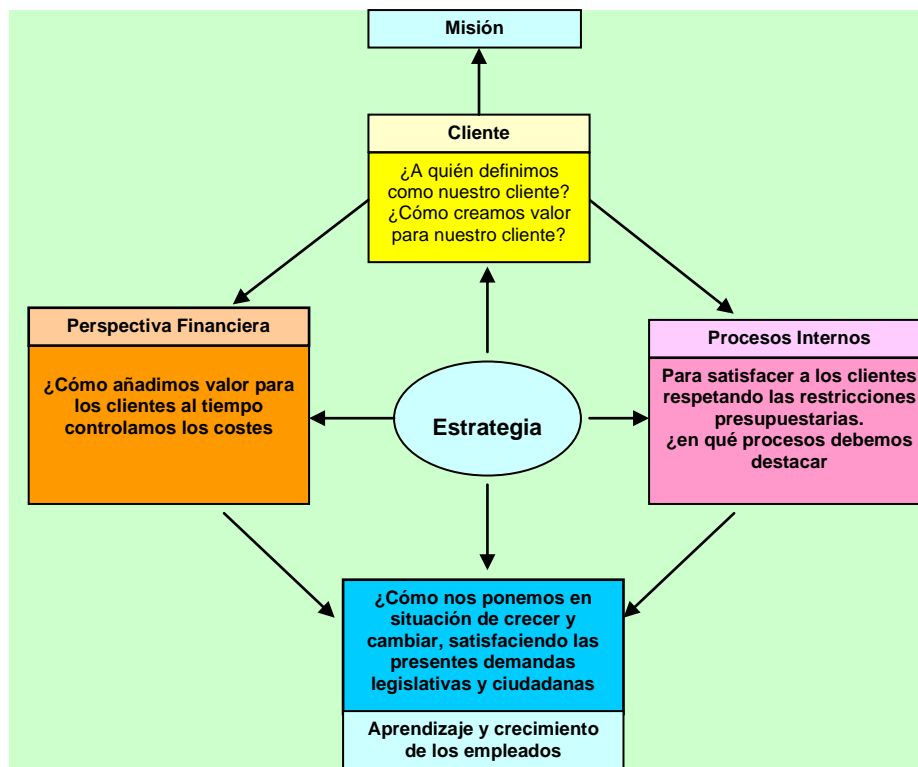 Misión
Cliente
¿A quién definimos
como nuestro cliente?
¿Cómo creamos valor
para nuestro cliente?
Perspectiva Financiera
¿Cómo añadimos valor para
los clientes al tiempo
controlamos los costes
Estrategia
Procesos Internos
Para satisfacer a los clientes
respetando las restricciones
presupuestarias.
¿en qué procesos debemos
destacar
¿Cómo nos ponemos en
situación de crecer y
cambiar, satisfaciendo las
presentes demandas
legislativas y ciudadanas
Aprendizaje y crecimiento
de los empleados